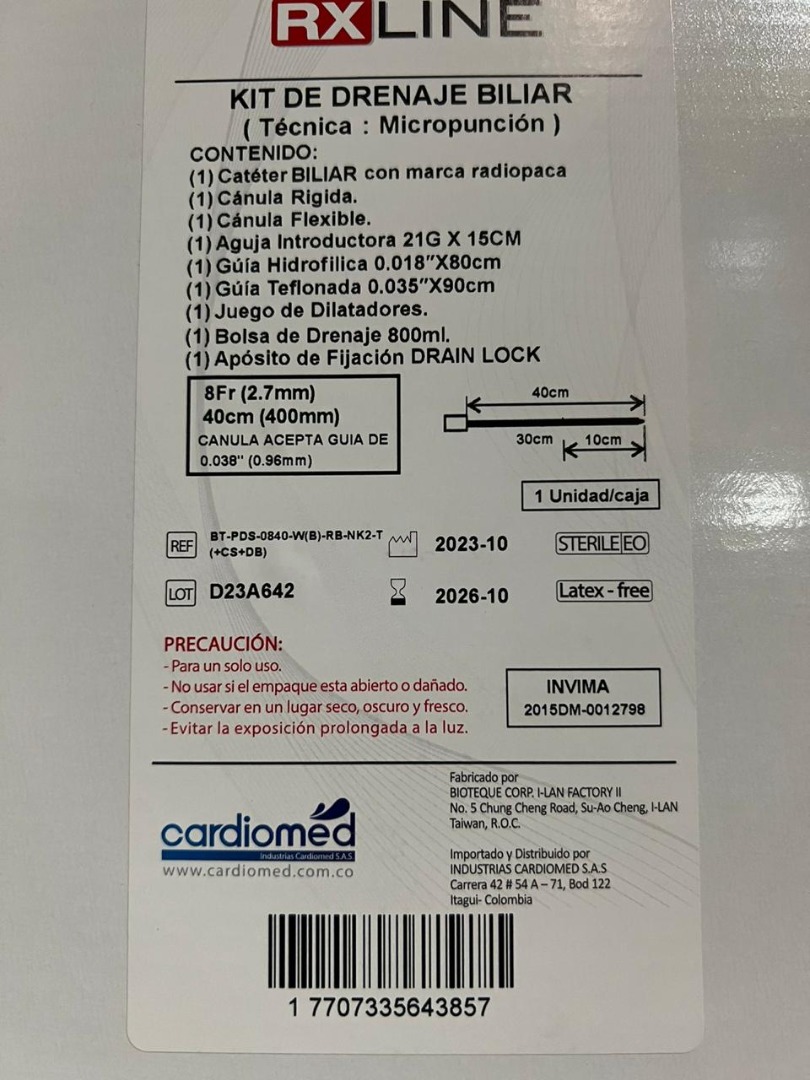 RXLINE
KIT DE DRENAJE BILIAR
( Técnica : Micropunción )
CONTENIDO:
(1) Catéter BILIAR con marca radiopaca
(1) Cánula Rigida.
(1) Cánula Flexible.
(1) Aguja Introductora 21G X 15CM
(1) Gúía Hidrofilica 0.018"X80cm
(1) Gúía Teflonada 0.035"X90cm
(1) Juego de Dilatadores.
(1) Bolsa de Drenaje 800ml.
(1) Apósito de Fijación DRAIN LOCK
8Fr (2.7mm)
40cm (400mm)
CANULA ACEPTA GUIA DE
0.038" (0.96mm)
40cm
30cm 10cm
1 Unidad/caja
REF BT-PDS-0840-W(B)-RB-NK2-T
(+CS+DB)
2023-10
STERILE EO
LOT D23A642
2026-10
Latex - free
PRECAUCIÓN:
- Para un solo uso.
- No usar si el empaque esta abierto o dañado.
- Conservar en un lugar seco, oscuro y fresco.
- Evitar la exposición prolongada a la luz.
INVIMA
2015DM-0012798
cardiomed
Industrias Cardiomed S.A.S
www.cardiomed.com.co
Fabricado por
BIOTEQUE CORP. I-LAN FACTORY II
No. 5 Chung Cheng Road, Su-Ao Cheng, I-LAN
Taiwan, R.O.C.
Importado y Distribuido por
INDUSTRIAS CARDIOMED S.A.S
Carrera 42 # 54 A – 71, Bod 122
Itagui- Colombia
1 7707335643857